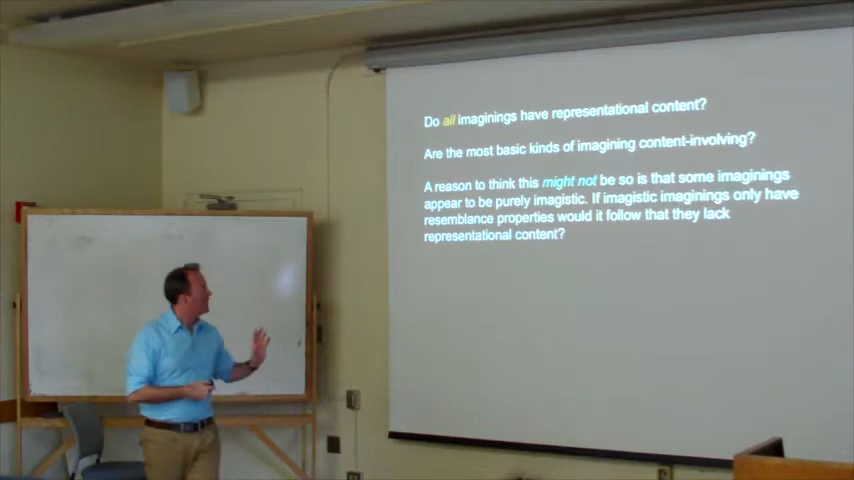 Do all imaginings have representational content?
Are the most basic kinds of imagining content-involving?
A reason to think this might not be so is that some imaginings
appear to be purely imagistic. If imagistic imaginings only have
resemblance properties would it follow that they lack
representational content?